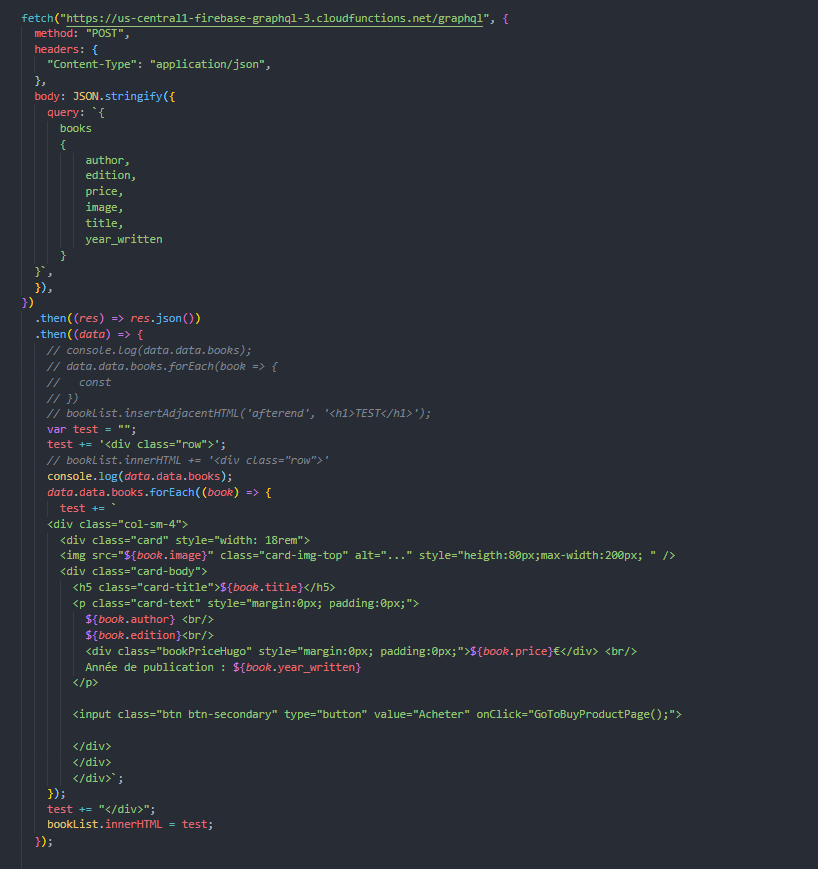 fetch("https://us-central1-firebase-graphql-3.cloudfunctions.net/graphql", {
method: "POST",
headers: {
"Content-Type": "application/json",
},
body: JSON.stringify({
query: `{
books
{
author,
edition,
price,
image,
title,
year_written
}
}`,
}),
})
.then((res) => res.json())
.then((data) => {
// console.log(data.data.books);
// data.data.books.forEach(book => {
//   const
// })
// bookList.insertAdjacentHTML('afterend', '<h1>TEST</h1>');
var test = "";
test += '<div class="row">';
// bookList.innerHTML += '<div class="row">'
console.log(data.data.books);
data.data.books.forEach((book) => {
test += `
<div class="col-sm-4">
<div class="card" style="width: 18rem">
<img src="${book.image}" class="card-img-top" alt="..." style="heigth:80px;max-width:200px; " />
<div class="card-body">
<h5 class="card-title">${book.title}</h5>
<p class="card-text" style="margin:0px; padding:0px;">
${book.author} <br/>
${book.edition}<br/>
<div class="bookPriceHugo" style="margin:0px; padding:0px;">${book.price}€</div> <br/>
Année de publication : ${book.year_written}
</p>
<input class="btn btn-secondary" type="button" value="Acheter" onClick="GoToBuyProductPage();">
</div>
</div>
</div>`;
});
test += "</div>";
bookList.innerHTML = test;
});